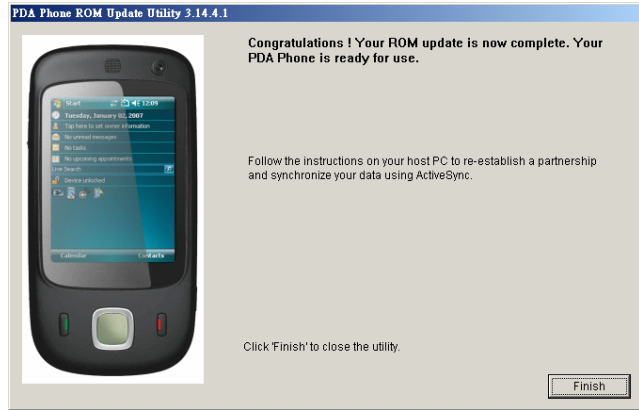 PDA Phone ROM Update Utility 3.14.4.1
Congratulations ! Your ROM update is now complete. Your
PDA Phone is ready for use.
Start
12:09
Tuesday, January 02, 2007
Tap here to set owner information
No unread messages
No tasks
No upcoming appointments
Live Search
Device unlocked
Calendar
Contacts
Follow the instructions on your host PC to re-establish a partnership
and synchronize your data using ActiveSync.
Click 'Finish' to close the utility.
Finish